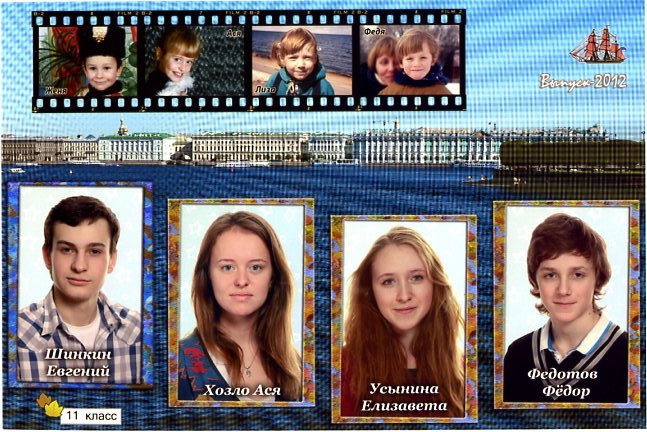 Женя
Ася
Лиза
Федя
Выпуск-2012
Шинкин
Евгений
Хозло Ася
Усынина
Елизавета
Федотов
Фёдор
11 класс